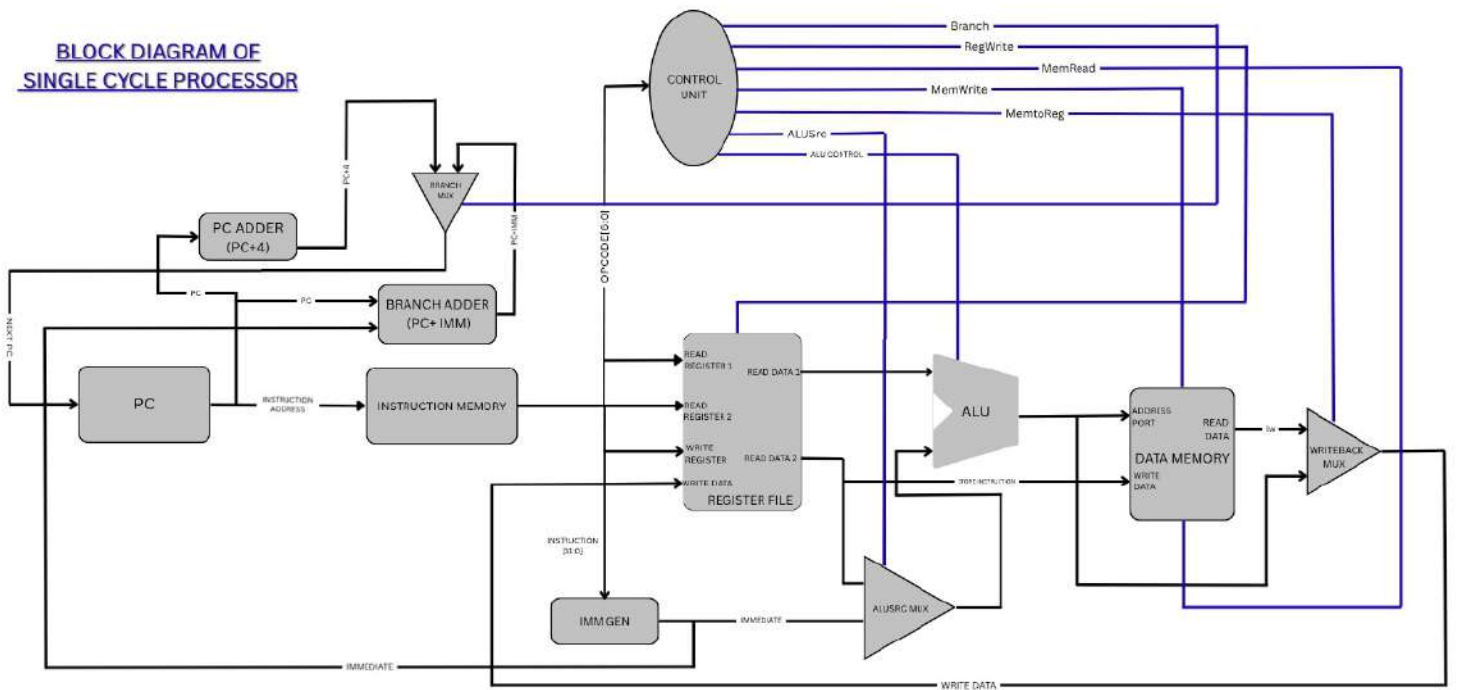 BLOCK DIAGRAM OF
SINGLE CYCLE PROCESSOR
CONTROL
UNIT
Branch
RegWrite
MemRead
MemWrite
MemtoReg
ALUSrc
ALU CONTROL
PC+4
BRANCH
MUX
PC+IMM
OPCODE[6:0]
PC ADDER
(PC+4)
PC
PC
BRANCH ADDER
(PC+ IMM)
NEXT PC
PC
INSTRUCTION
ADDRESS
INSTRUCTION MEMORY
READ
REGISTER 1
READ
REGISTER 2
WRITE
REGISTER
WRITE DATA
READ DATA 1
READ DATA 2
REGISTER FILE
ALU
ADDRESS
PORT
READ
DATA
DATA MEMORY
WRITE
DATA
lw
WRITEBACK
MUX
STORE INSTRUCTION
INSTRUCTION
[31:0]
IMM GEN
IMMEDIATE
ALUSRC MUX
IMMEDIATE
WRITE DATA